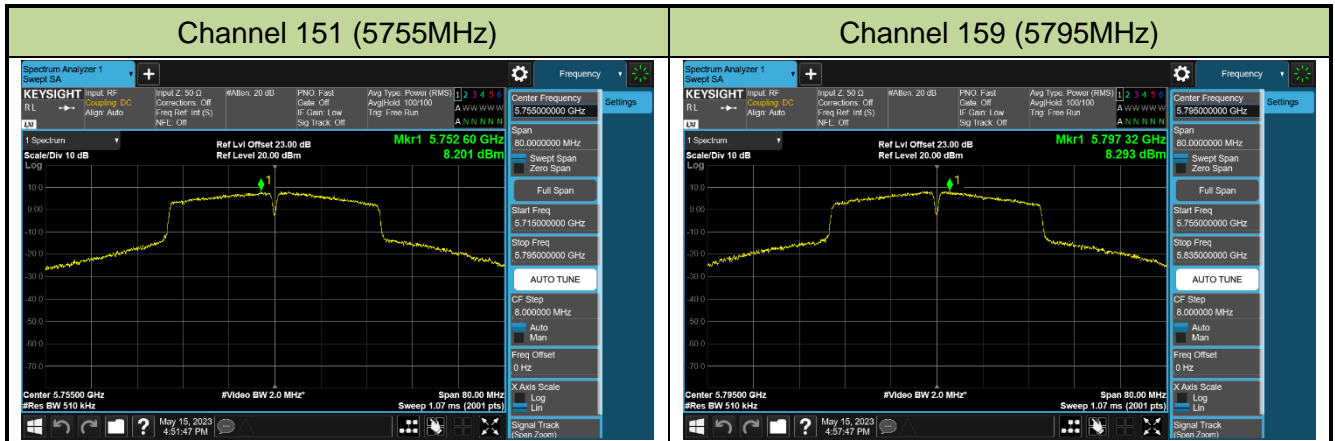 Channel 151 (5755MHz)
Channel 159 (5795MHz)
Spectrum Analyzer 1
Swept SA
+
Frequency
KEYSIGHT
RL
LXI
Input: RF
Coupling: DC
Align: Auto
Input Z: 50 Ω
Corrections: Off
Freq Ref: Int (S)
NFE: Off
#Atten: 20 dB
PNO: Fast
Gate: Off
IF Gain: Low
Sig Track: Off
Avg Type: Power (RMS)
Avg|Hold: 100/100
Trig: Free Run
1 2 3 4 5 6
A W W W W W
A N N N N N
Center Frequency
5.755000000 GHz
Settings
Span
80.0000000 MHz
Swept Span
Zero Span
Full Span
Start Freq
5.715000000 GHz
Stop Freq
5.795000000 GHz
AUTO TUNE
CF Step
8.000000 MHz
Auto
Man
Freq Offset
0 Hz
X Axis Scale
Log
Lin
Signal Track
(Span Zoom)
1 Spectrum
Scale/Div 10 dB
Log
Ref Lvl Offset 23.00 dB
Ref Level 20.00 dBm
Mkr1 5.752 60 GHz
8.201 dBm
1
10.0
0.00
-10.0
-20.0
-30.0
-40.0
-50.0
-60.0
-70.0
Center 5.75500 GHz
#Res BW 510 kHz
#Video BW 2.0 MHz*
Span 80.00 MHz
Sweep 1.07 ms (2001 pts)
?
May 15, 2023
4:51:47 PM
Spectrum Analyzer 1
Swept SA
+
Frequency
KEYSIGHT
RL
LXI
Input: RF
Coupling: DC
Align: Auto
Input Z: 50 Ω
Corrections: Off
Freq Ref: Int (S)
NFE: Off
#Atten: 20 dB
PNO: Fast
Gate: Off
IF Gain: Low
Sig Track: Off
Avg Type: Power (RMS)
Avg|Hold: 100/100
Trig: Free Run
1 2 3 4 5 6
A W W W W W
A N N N N N
Center Frequency
5.795000000 GHz
Settings
Span
80.0000000 MHz
Swept Span
Zero Span
Full Span
Start Freq
5.755000000 GHz
Stop Freq
5.835000000 GHz
AUTO TUNE
CF Step
8.000000 MHz
Auto
Man
Freq Offset
0 Hz
X Axis Scale
Log
Lin
Signal Track
(Span Zoom)
1 Spectrum
Scale/Div 10 dB
Log
Ref Lvl Offset 23.00 dB
Ref Level 20.00 dBm
Mkr1 5.797 32 GHz
8.293 dBm
1
10.0
0.00
-10.0
-20.0
-30.0
-40.0
-50.0
-60.0
-70.0
Center 5.79500 GHz
#Res BW 510 kHz
#Video BW 2.0 MHz*
Span 80.00 MHz
Sweep 1.07 ms (2001 pts)
?
May 15, 2023
4:57:47 PM